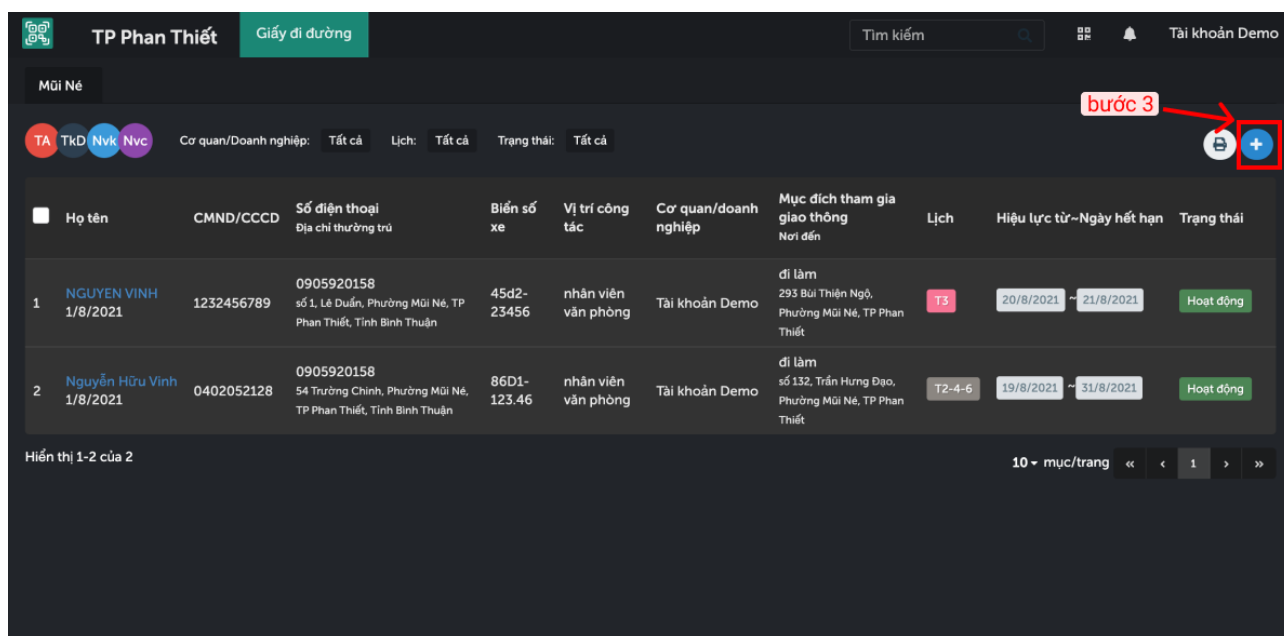 TP Phan Thiết Giấy đi đường Tìm kiếm Tài khoản Demo
Mũi Né
bước 3
TA TkD Nvk Nvc Cơ quan/Doanh nghiệp: Tất cả Lịch: Tất cả Trạng thái: Tất cả
Họ tên
CMND/CCCD
Số điện thoại
Địa chỉ thường trú
Biển số
xe
Vị trí công
tác
Cơ quan/doanh
nghiệp
Mục đích tham gia
giao thông
Nơi đến
Lịch
Hiệu lực từ~Ngày hết hạn
Trạng thái
1
NGUYEN VINH
1/8/2021
1232456789
0905920158
số 1, Lê Duẩn, Phường Mũi Né, TP
Phan Thiết, Tỉnh Bình Thuận
45d2-
23456
nhân viên
văn phòng
Tài khoản Demo
đi làm
293 Bùi Thiện Ngộ,
Phường Mũi Né, TP Phan
Thiết
T3
20/8/2021 ~ 21/8/2021
Hoạt động
2
Nguyễn Hữu Vinh
1/8/2021
0402052128
0905920158
54 Trường Chinh, Phường Mũi Né,
TP Phan Thiết, Tỉnh Bình Thuận
86D1-
123.46
nhân viên
văn phòng
Tài khoản Demo
đi làm
số 132, Trần Hưng Đạo,
Phường Mũi Né, TP Phan
Thiết
T2-4-6
19/8/2021 ~ 31/8/2021
Hoạt động
Hiển thị 1-2 của 2
10 mục/trang « ‹ 1 › »